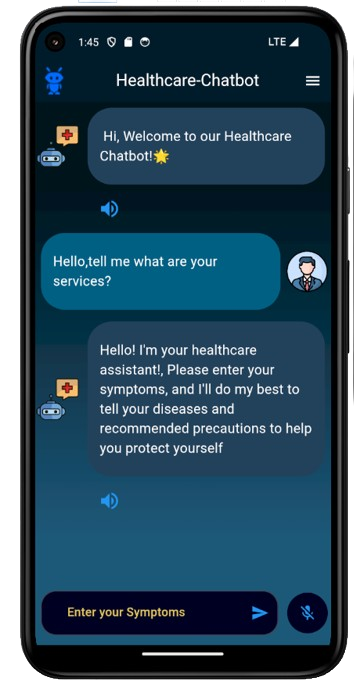 1:45
LTE
Healthcare-Chatbot
Hi, Welcome to our Healthcare
Chatbot!🌟
Hello,tell me what are your
services?
Hello! I'm your healthcare
assistant!, Please enter your
symptoms, and I'll do my best to
tell your diseases and
recommended precautions to help
you protect yourself
Enter your Symptoms